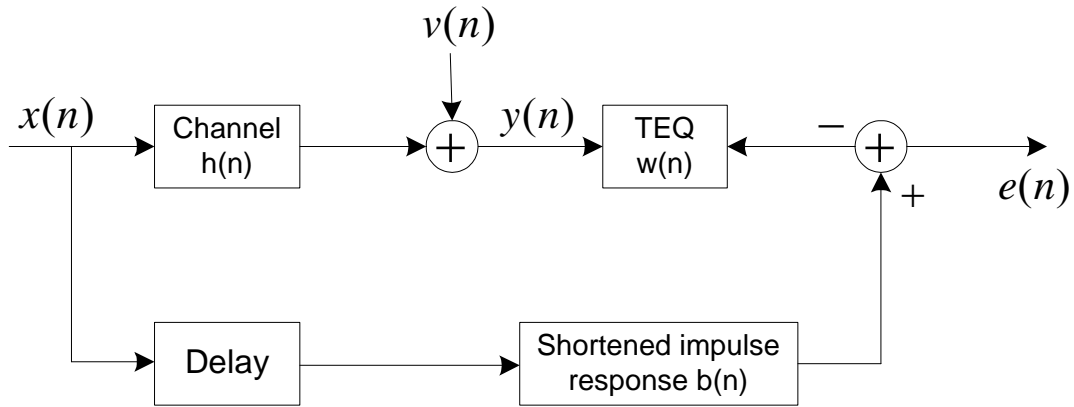 v(n)
x(n)
Channel
h(n)
+
y(n)
TEQ
w(n)
−
+
e(n)
+
Delay
Shortened impulse
response b(n)